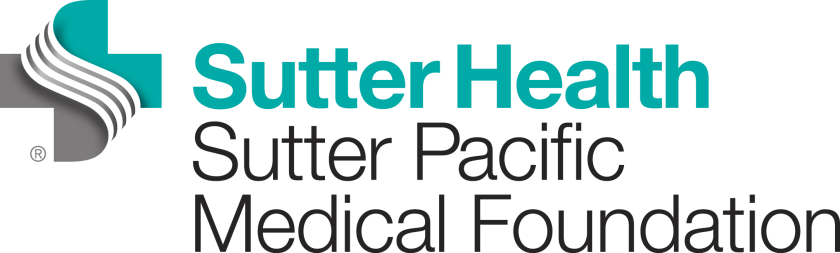 Sutter Health
Sutter Pacific
Medical Foundation
®